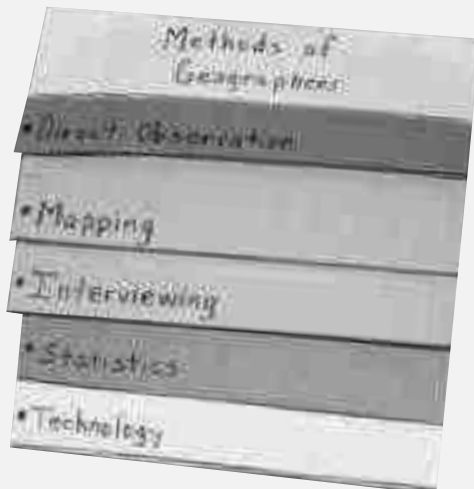 Methods of
Geographers
• Direct Observation
• Mapping
• Interviewing
• Statistics
• Technology